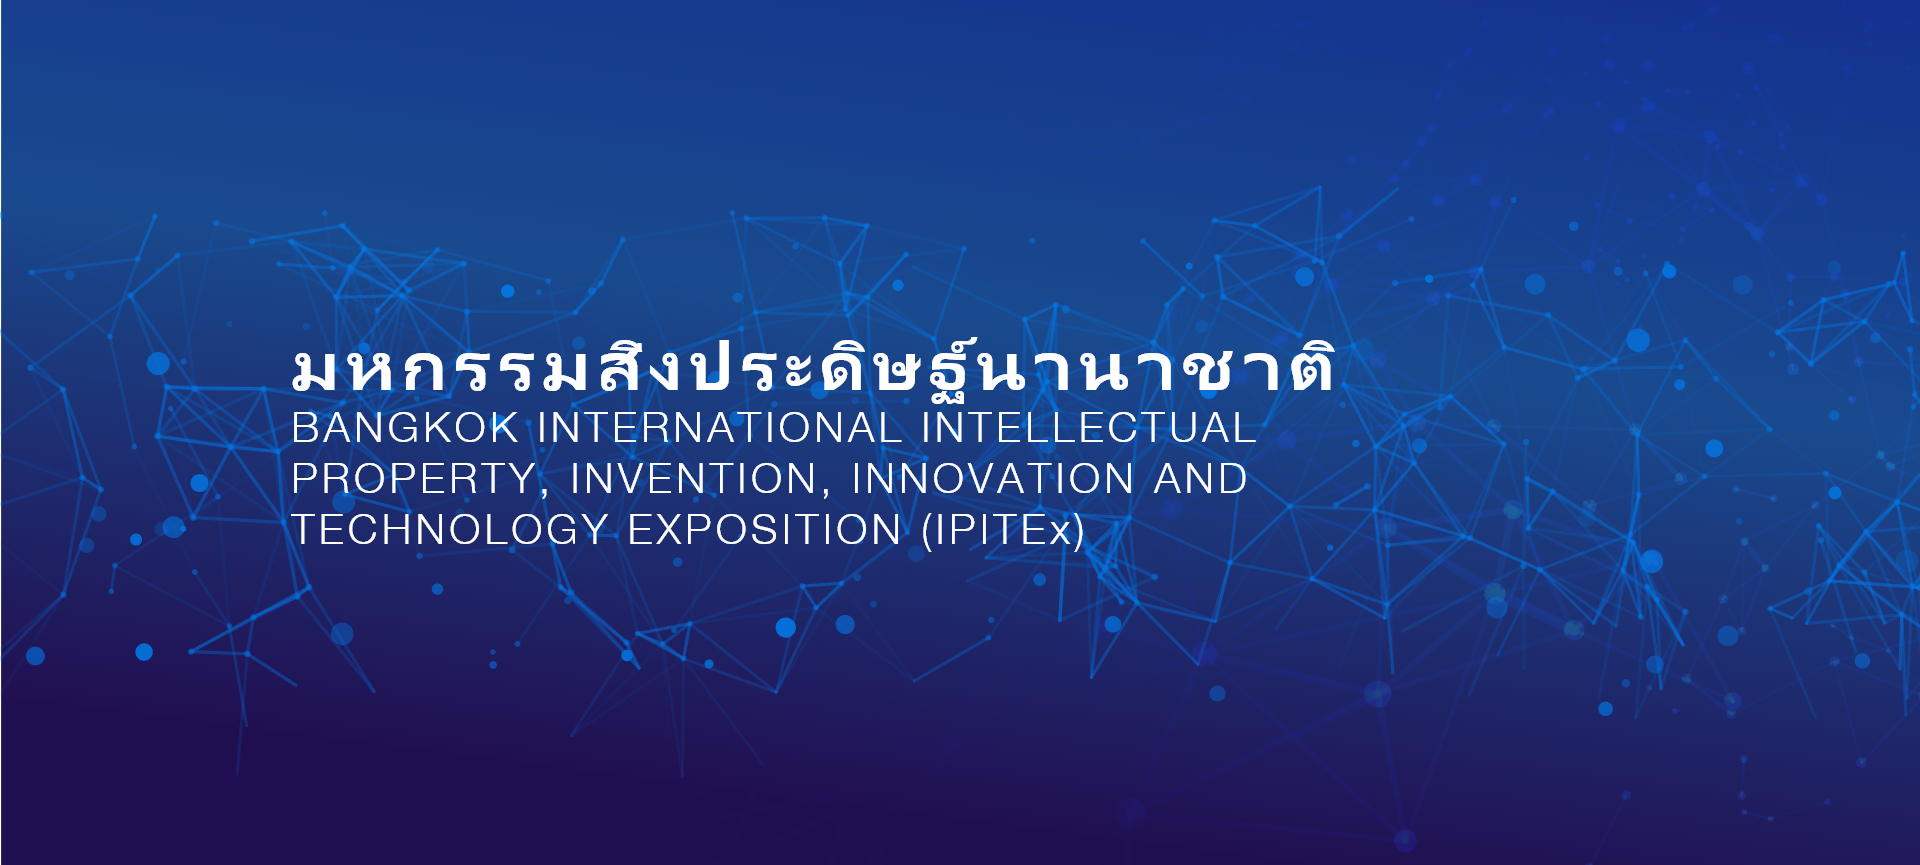 มหกรรมสิ่งประดิษฐ์นานาชาติ
BANGKOK INTERNATIONAL INTELLECTUAL
PROPERTY, INVENTION, INNOVATION AND
TECHNOLOGY EXPOSITION (IPITEx)